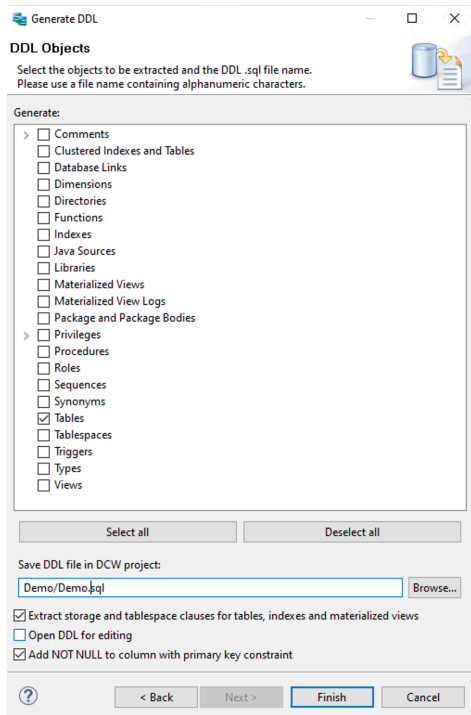 Generate DDL
DDL Objects
Select the objects to be extracted and the DDL .sql file name.
Please use a file name containing alphanumeric characters.
Generate:
Comments
Clustered Indexes and Tables
Database Links
Dimensions
Directories
Functions
Indexes
Java Sources
Libraries
Materialized Views
Materialized View Logs
Package and Package Bodies
Privileges
Procedures
Roles
Sequences
Synonyms
Tables
Tablespaces
Triggers
Types
Views
Select all Deselect all
Save DDL file in DCW project:
Demo/Demo.sql Browse...
Extract storage and tablespace clauses for tables, indexes and materialized views
Open DDL for editing
Add NOT NULL to column with primary key constraint
? < Back Next > Finish Cancel